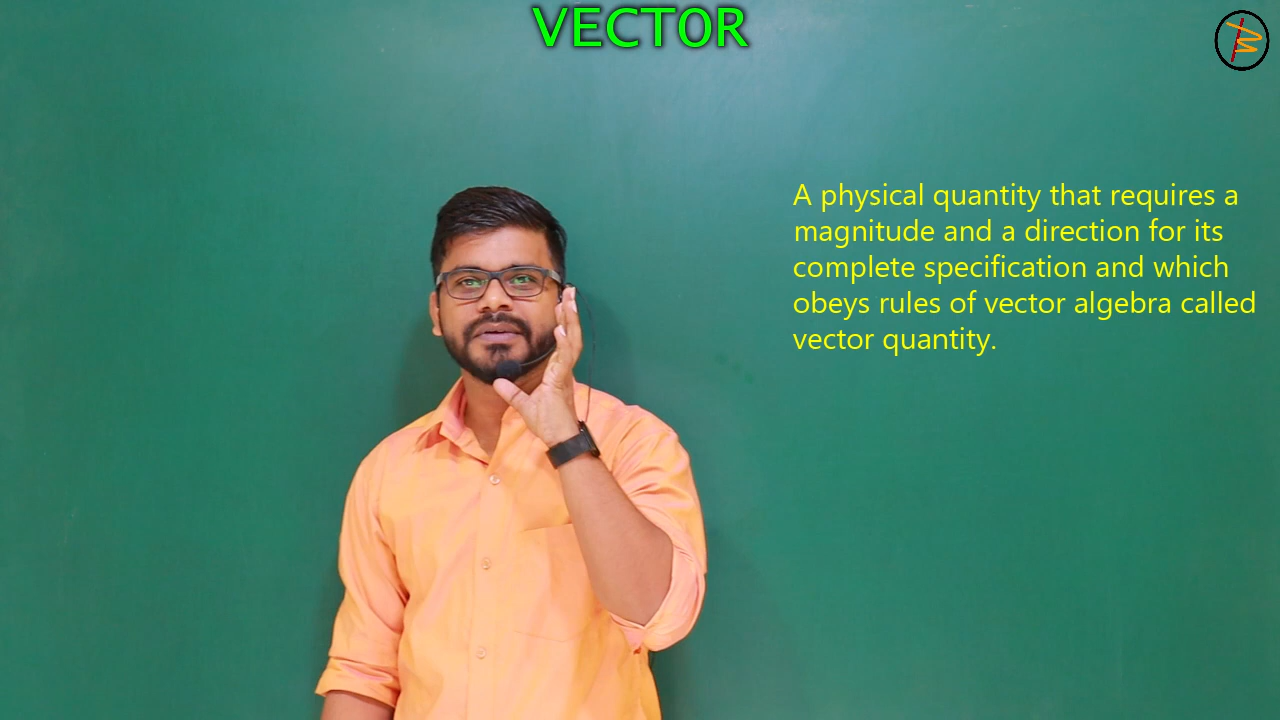 VECTOR
A physical quantity that requires a
magnitude and a direction for its
complete specification and which
obeys rules of vector algebra called
vector quantity.